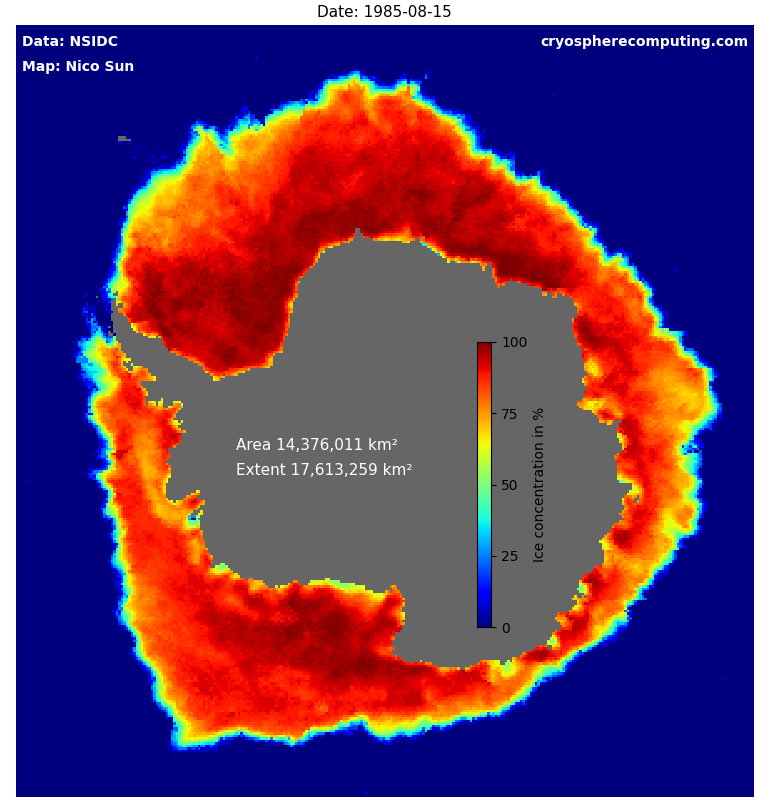 Date: 1985-08-15
Data: NSIDC
cryospherecomputing.com
Map: Nico Sun
Area 14,376,011 km²
Extent 17,613,259 km²
100
75
50
25
0
Ice concentration in %